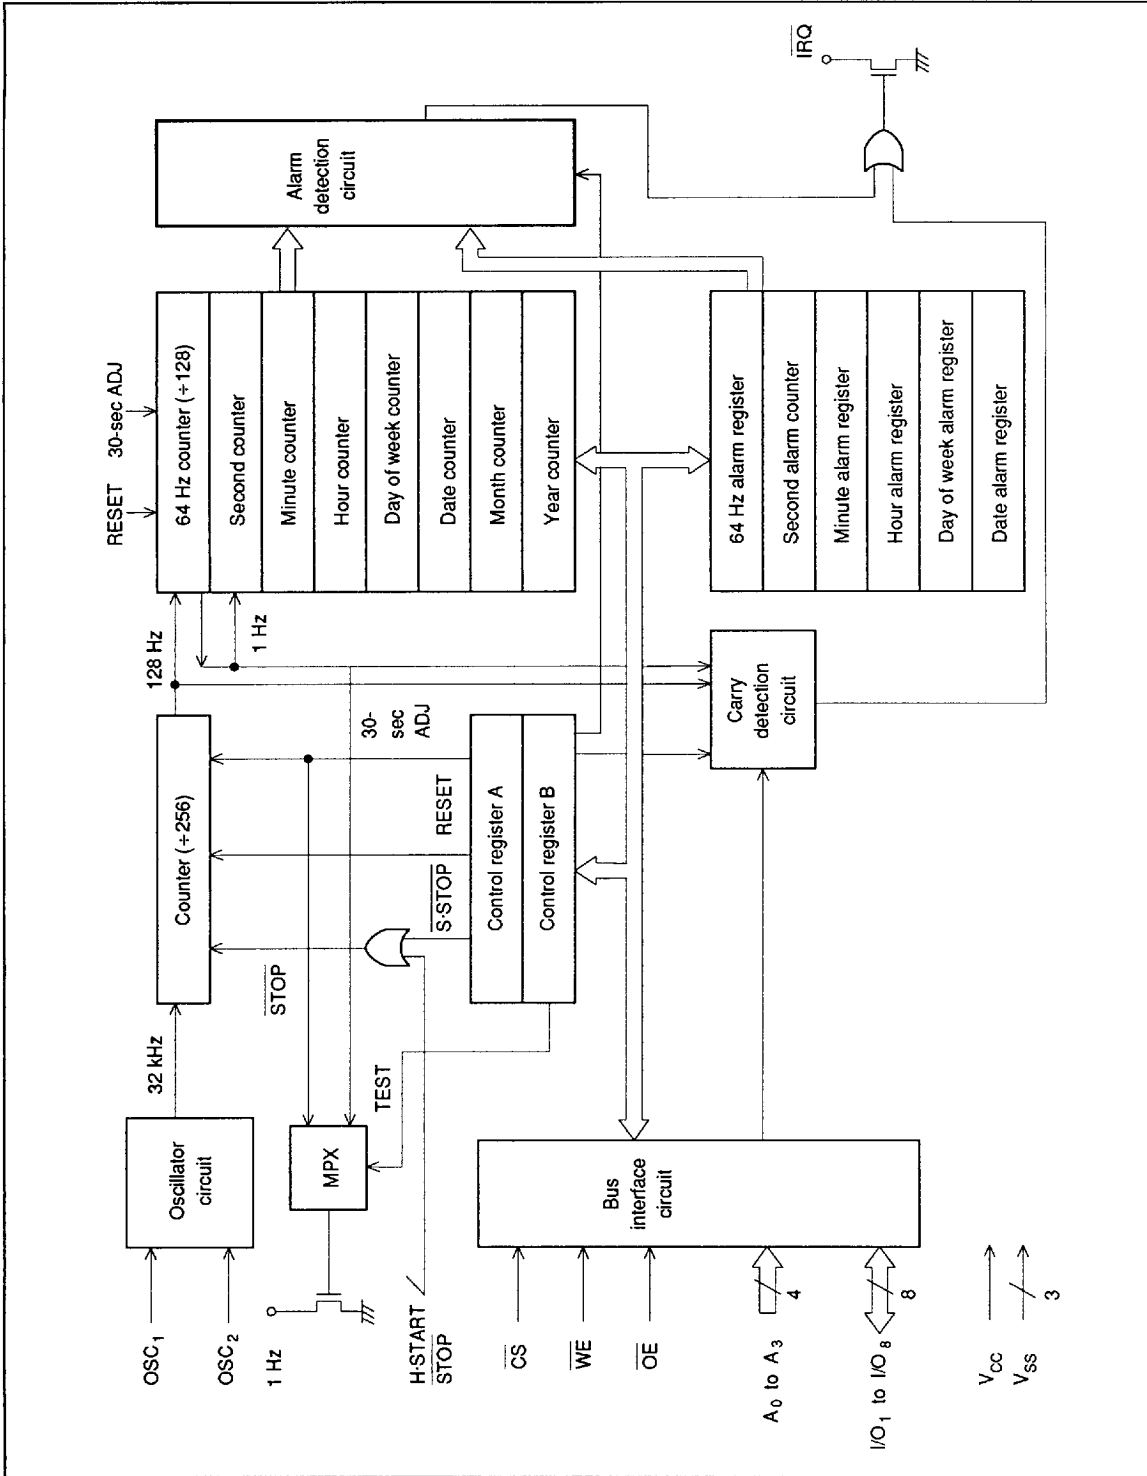 OSC1
OSC2
Oscillator
circuit
32 kHz
Counter (÷256)
128 Hz
RESET
30-sec ADJ
64 Hz counter (÷128)
Second counter
Minute counter
Hour counter
Day of week counter
Date counter
Month counter
Year counter
1 Hz
Alarm
detection
circuit
1 Hz
MPX
STOP
30-
sec
ADJ
TEST
S·STOP
RESET
H·START
STOP
Control register A
Control register B
IRQ
CS
WE
OE
A0 to A3
4
I/O1 to I/O8
8
Bus
interface
circuit
Carry
detection
circuit
64 Hz alarm register
Second alarm counter
Minute alarm register
Hour alarm register
Day of week alarm register
Date alarm register
VCC
VSS
3